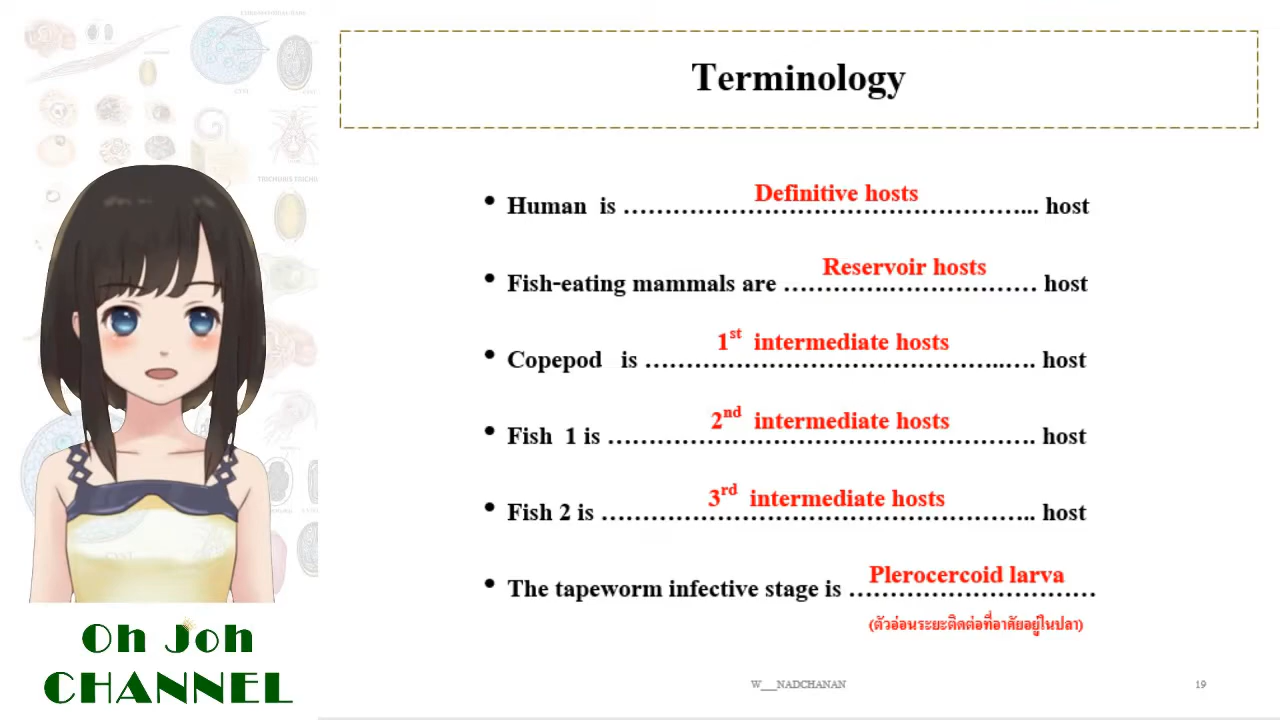 Terminology
• Human is ……………………………………………... host
Definitive hosts
• Fish-eating mammals are ………….……………… host
Reservoir hosts
• Copepod is …………………………………….…..…. host
1st intermediate hosts
• Fish 1 is ……………………………………………. host
2nd intermediate hosts
• Fish 2 is …………………………………………….. host
3rd intermediate hosts
• The tapeworm infective stage is …………………………
Plerocercoid larva
(ตัวอ่อนระยะติดต่อที่อาศัยอยู่ในปลา)
Oh Joh
CHANNEL
W___NADCHANAN
19